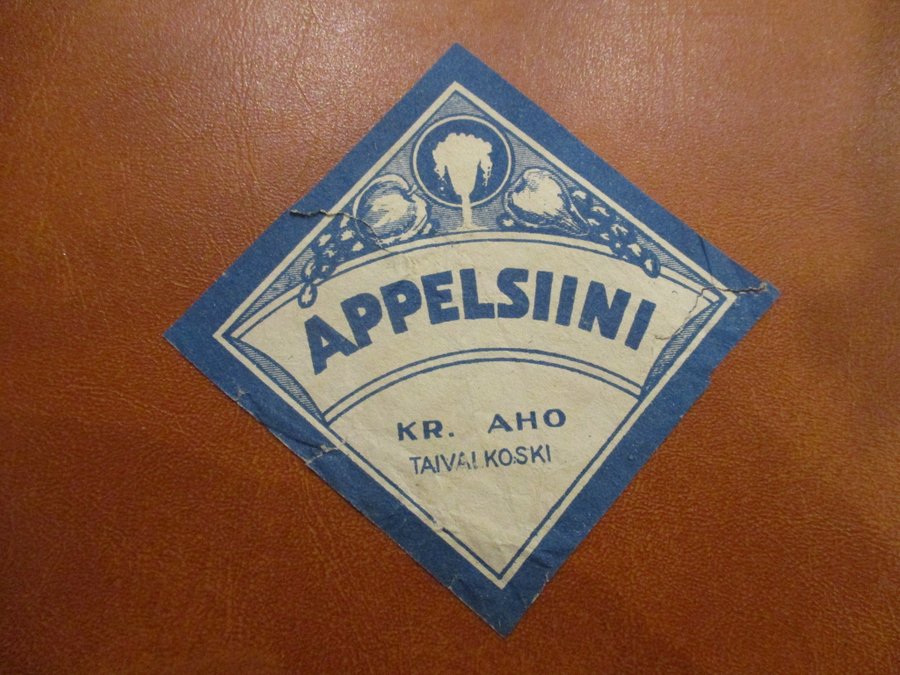 APPELSIINI
KR. AHO
TAIVALKOSKI